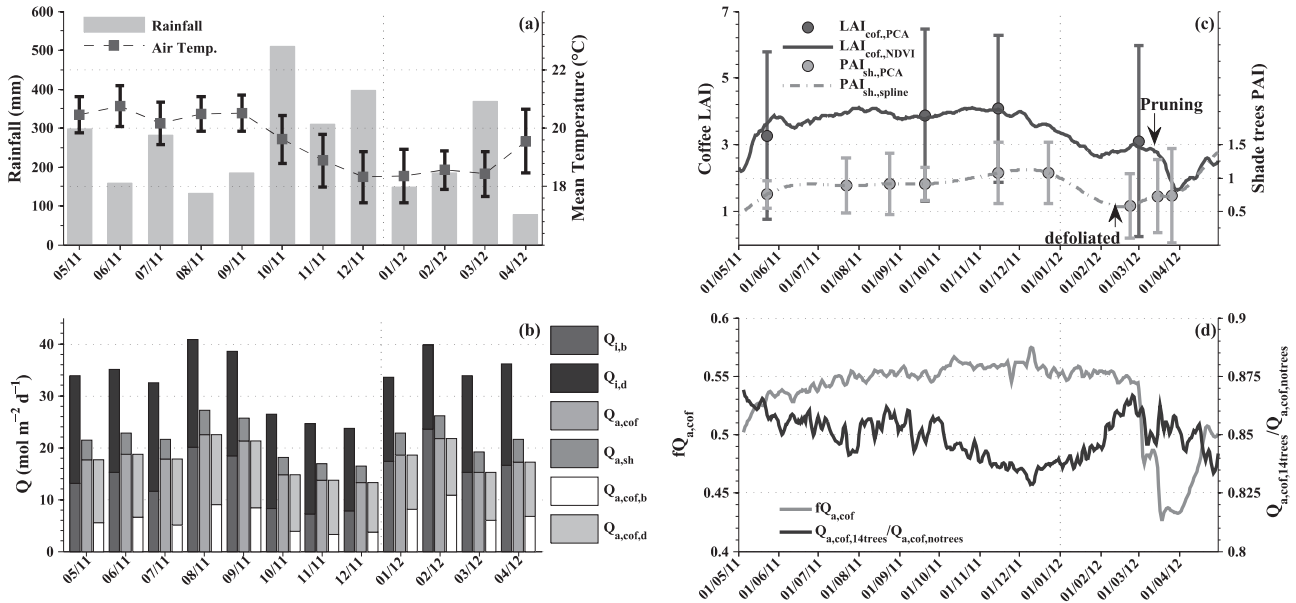 (a)
Rainfall
Air Temp.
Rainfall (mm)
600
500
400
300
200
100
0
Mean Temperature (°C)
22
20
18
05/11 06/11 07/11 08/11 09/11 10/11 11/11 12/11 01/12 02/12 03/12 04/12
(b)
Q (mol m−2 d−1)
40
30
20
10
0
05/11 06/11 07/11 08/11 09/11 10/11 11/11 12/11 01/12 02/12 03/12 04/12
Qi,b
Qi,d
Qa,cof
Qa,sh
Qa,cof,b
Qa,cof,d
(c)
LAIcof.,PCA
LAIcof.,NDVI
PAIsh.,PCA
PAIsh.,spline
Coffee LAI
7
5
3
1
Shade trees PAI
1.5
1
0.5
Pruning
defoliated
01/05/11 01/06/11 01/07/11 01/08/11 01/09/11 01/10/11 01/11/11 01/12/11 01/01/12 01/02/12 01/03/12 01/04/12
(d)
fQa,cof
0.6
0.55
0.5
0.45
0.4
Qa,cof,14trees/Qa,cof,notrees
0.9
0.875
0.85
0.825
0.8
fQa,cof
Qa,cof,14trees/Qa,cof,notrees
01/05/11 01/06/11 01/07/11 01/08/11 01/09/11 01/10/11 01/11/11 01/12/11 01/01/12 01/02/12 01/03/12 01/04/12